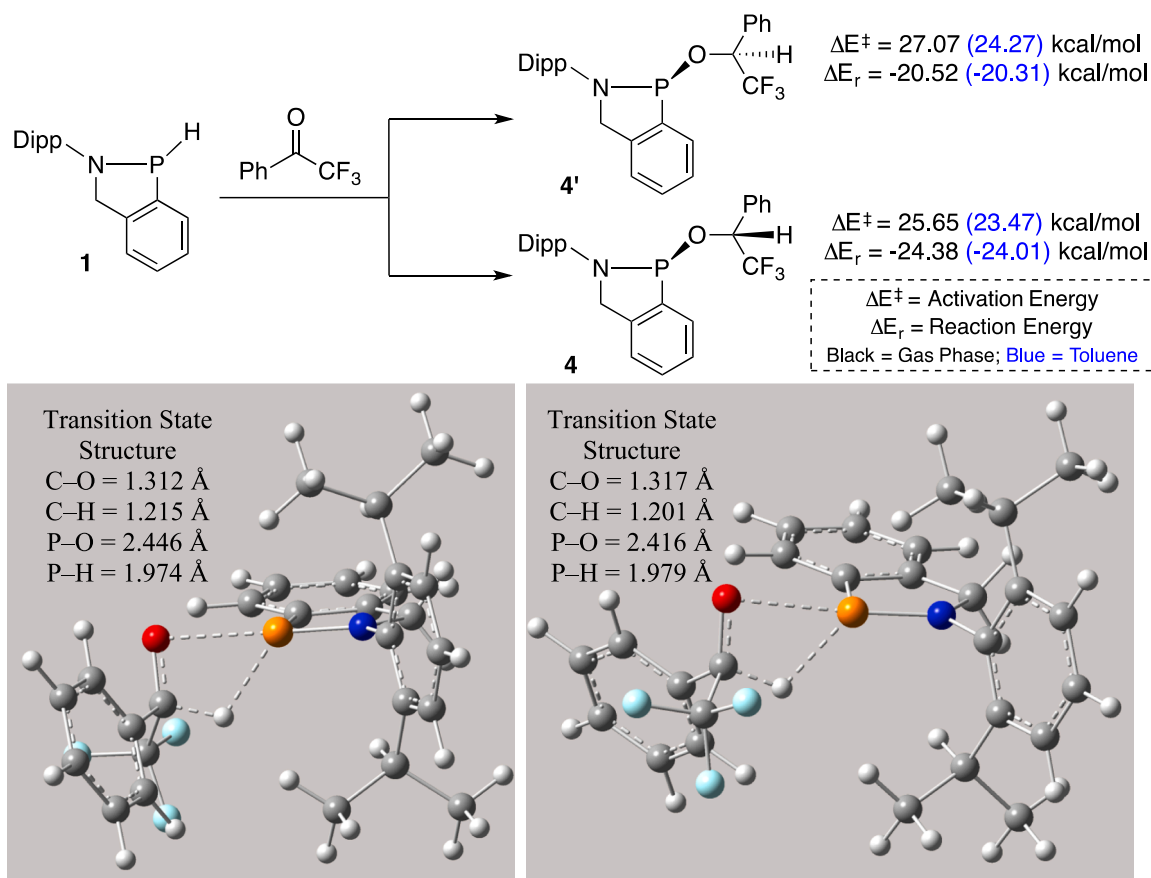 Ph
Dipp
O
H
N
P
CF3
ΔE‡ = 27.07 (24.27) kcal/mol
ΔEr = -20.52 (-20.31) kcal/mol
4'
Dipp
H
N
P
1
O
Ph
CF3
Ph
Dipp
O
H
N
P
CF3
4
ΔE‡ = 25.65 (23.47) kcal/mol
ΔEr = -24.38 (-24.01) kcal/mol
ΔE‡ = Activation Energy
ΔEr = Reaction Energy
Black = Gas Phase; Blue = Toluene
Transition State
Structure
C–O = 1.312 Å
C–H = 1.215 Å
P–O = 2.446 Å
P–H = 1.974 Å
Transition State
Structure
C–O = 1.317 Å
C–H = 1.201 Å
P–O = 2.416 Å
P–H = 1.979 Å